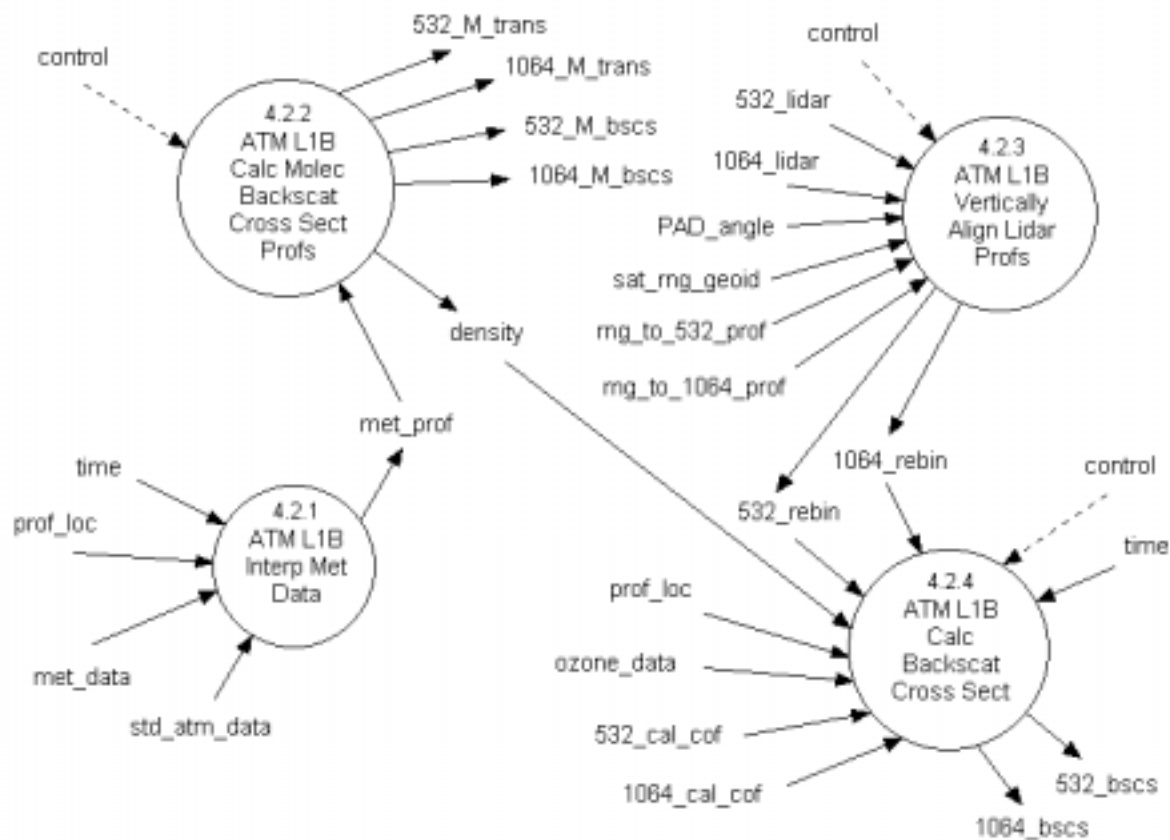 532_M_trans
control
1064_M_trans
532_M_bscs
1064_M_bscs
4.2.2
ATM L1B
Calc Molec
Backscat
Cross Sect
Profs
density
met_prof
time
prof_loc
4.2.1
ATM L1B
Interp Met
Data
met_data
std_atm_data
control
532_lidar
1064_lidar
PAD_angle
sat_rng_geoid
rng_to_532_prof
rng_to_1064_prof
4.2.3
ATM L1B
Vertically
Align Lidar
Profs
1064_rebin
532_rebin
control
time
prof_loc
ozone_data
532_cal_cof
1064_cal_cof
4.2.4
ATM L1B
Calc
Backscat
Cross Sect
532_bscs
1064_bscs